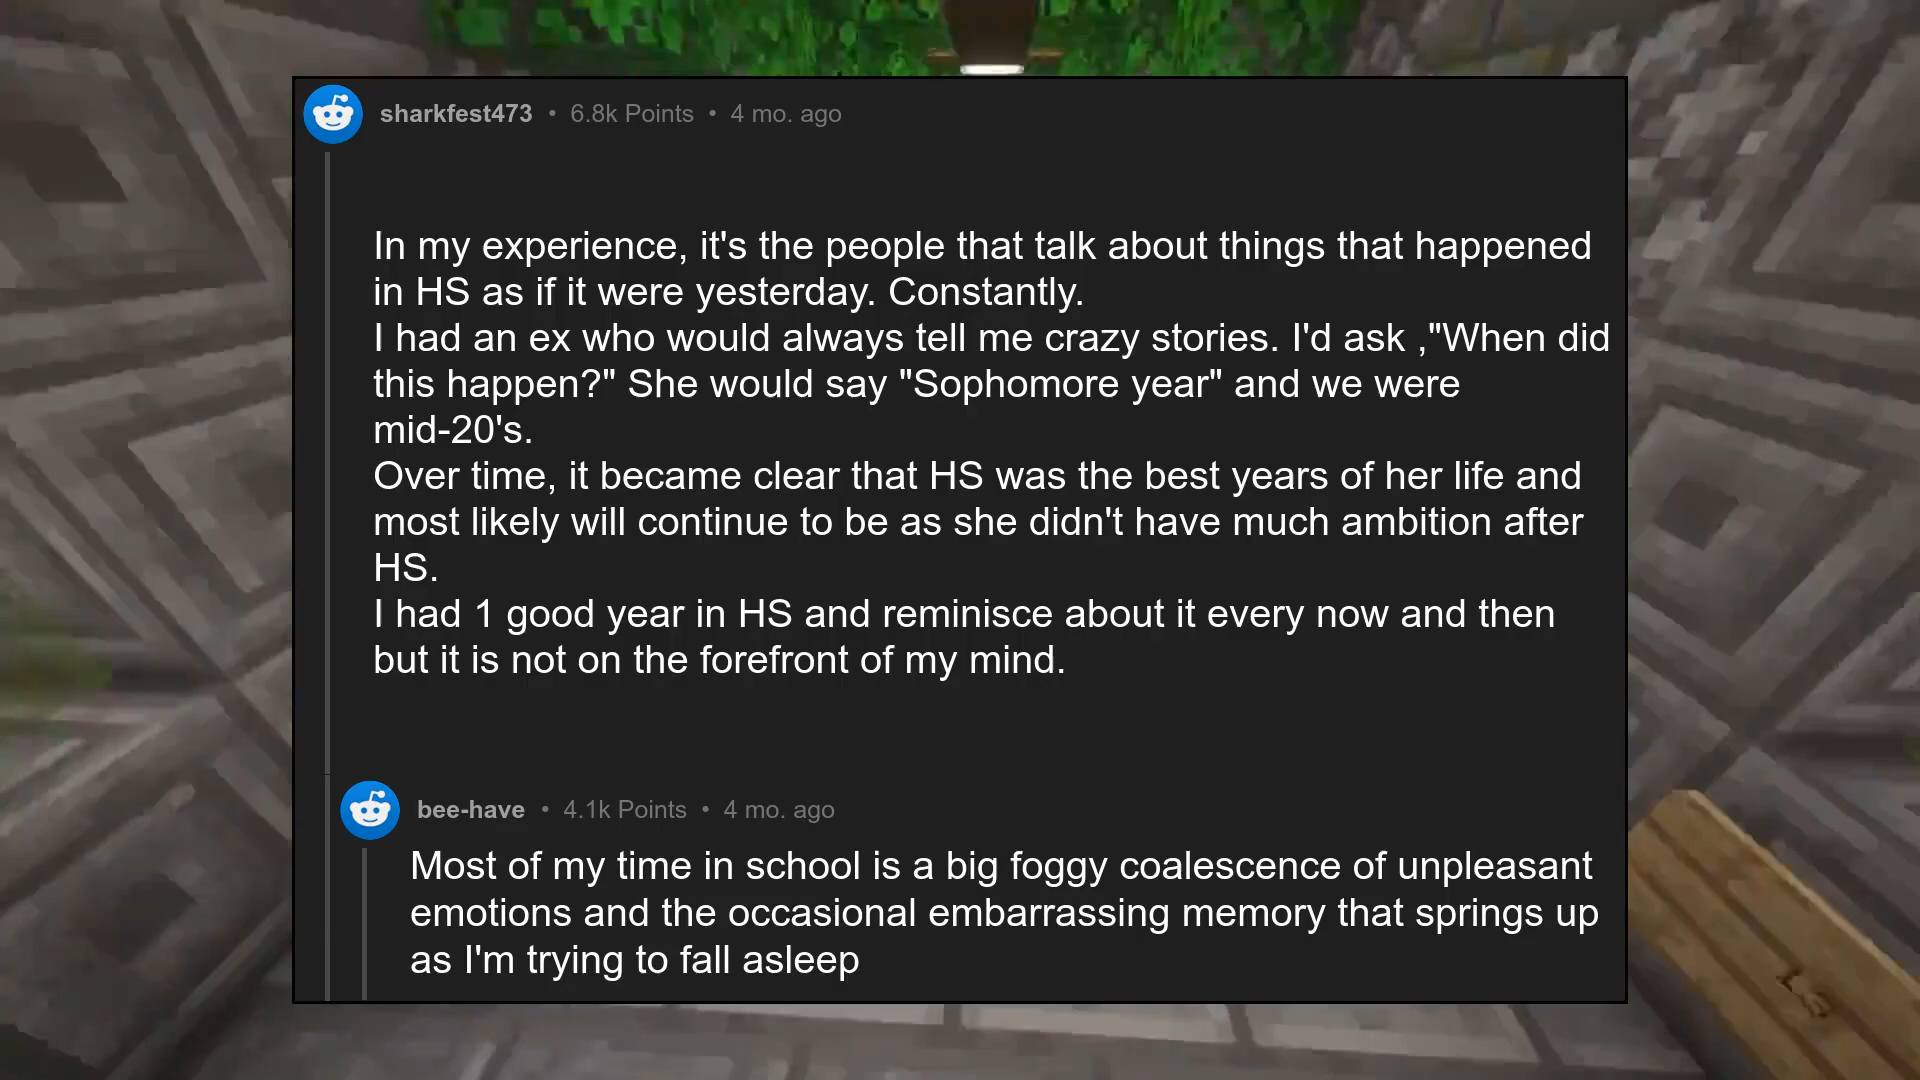 sharkfest473 • 6.8k Points • 4 mo. ago
In my experience, it's the people that talk about things that happened
in HS as if it were yesterday. Constantly.
I had an ex who would always tell me crazy stories. I'd ask ,"When did
this happen?" She would say "Sophomore year" and we were
mid-20's.
Over time, it became clear that HS was the best years of her life and
most likely will continue to be as she didn't have much ambition after
HS.
I had 1 good year in HS and reminisce about it every now and then
but it is not on the forefront of my mind.
bee-have • 4.1k Points • 4 mo. ago
Most of my time in school is a big foggy coalescence of unpleasant
emotions and the occasional embarrassing memory that springs up
as I'm trying to fall asleep